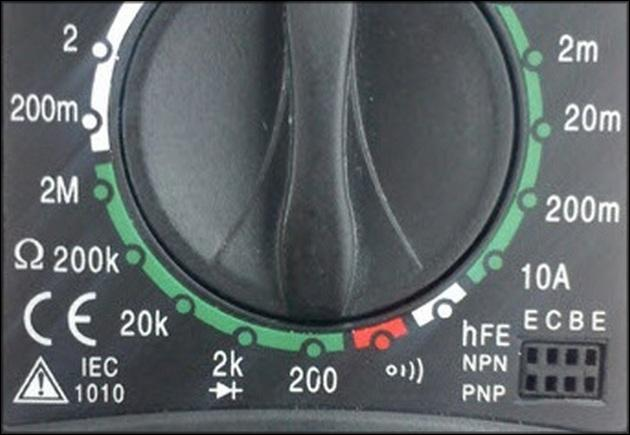 2
200m
2M
Ω 200k
20k
2k
200
2m
20m
200m
10A
hFE
NPN
PNP
E C B E
CE
IEC
1010